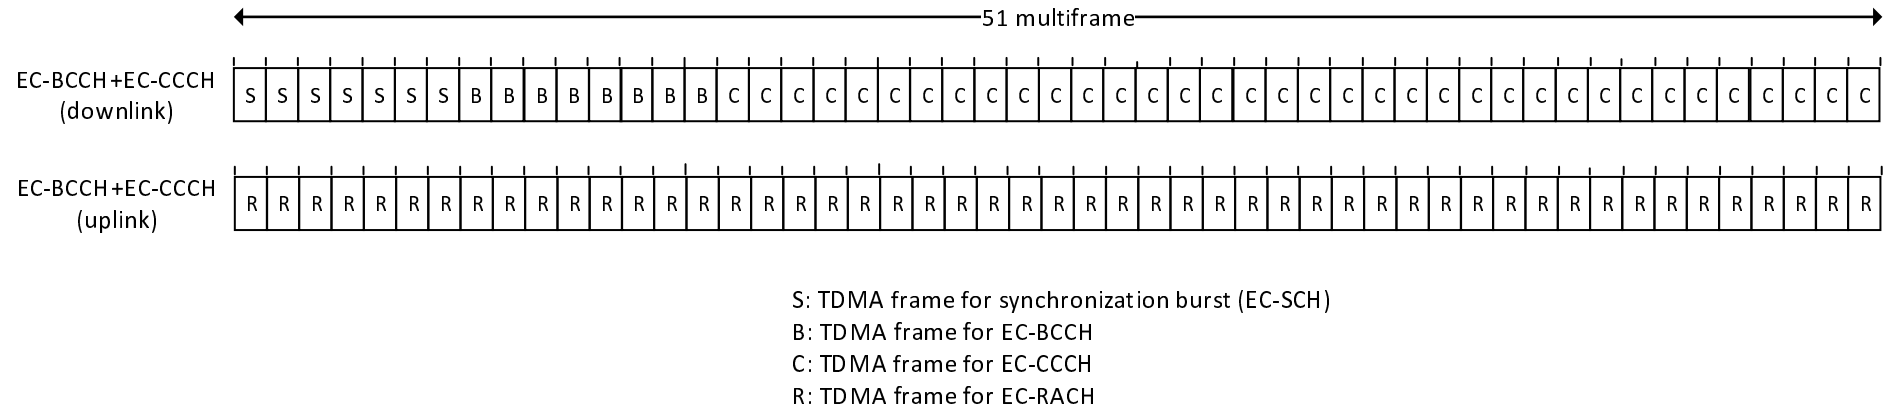 51 multiframe
EC-BCCH+EC-CCCH
(downlink)
S S S S S S S B B B B B B B B C C C C C C C C C C C C C C C C C C C C C C C C C C C C C C C C C C C C
EC-BCCH+EC-CCCH
(uplink)
R R R R R R R R R R R R R R R R R R R R R R R R R R R R R R R R R R R R R R R R R R R R R R R R R R R
S: TDMA frame for synchronization burst (EC-SCH)
B: TDMA frame for EC-BCCH
C: TDMA frame for EC-CCCH
R: TDMA frame for EC-RACH